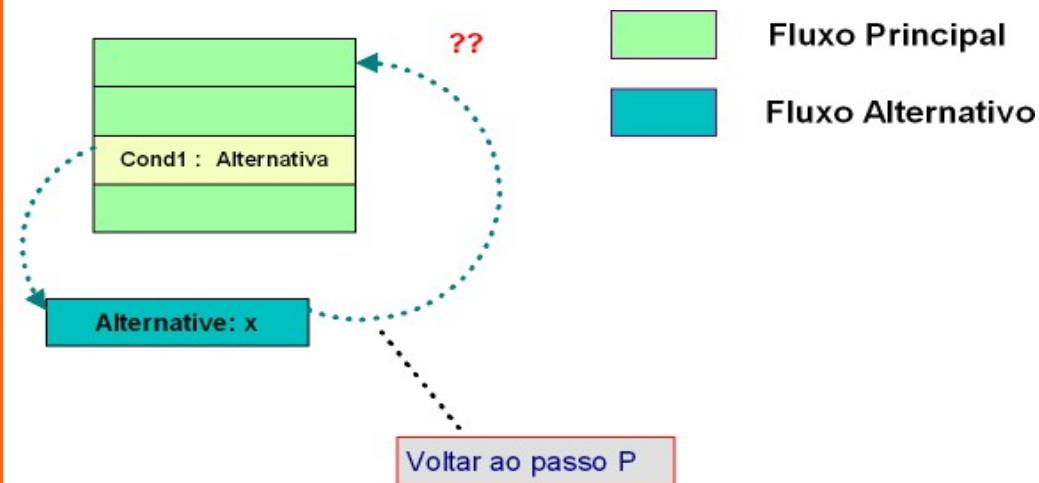 ??
Fluxo Principal
Fluxo Alternativo
Cond1 : Alternativa
Alternative: x
Voltar ao passo P